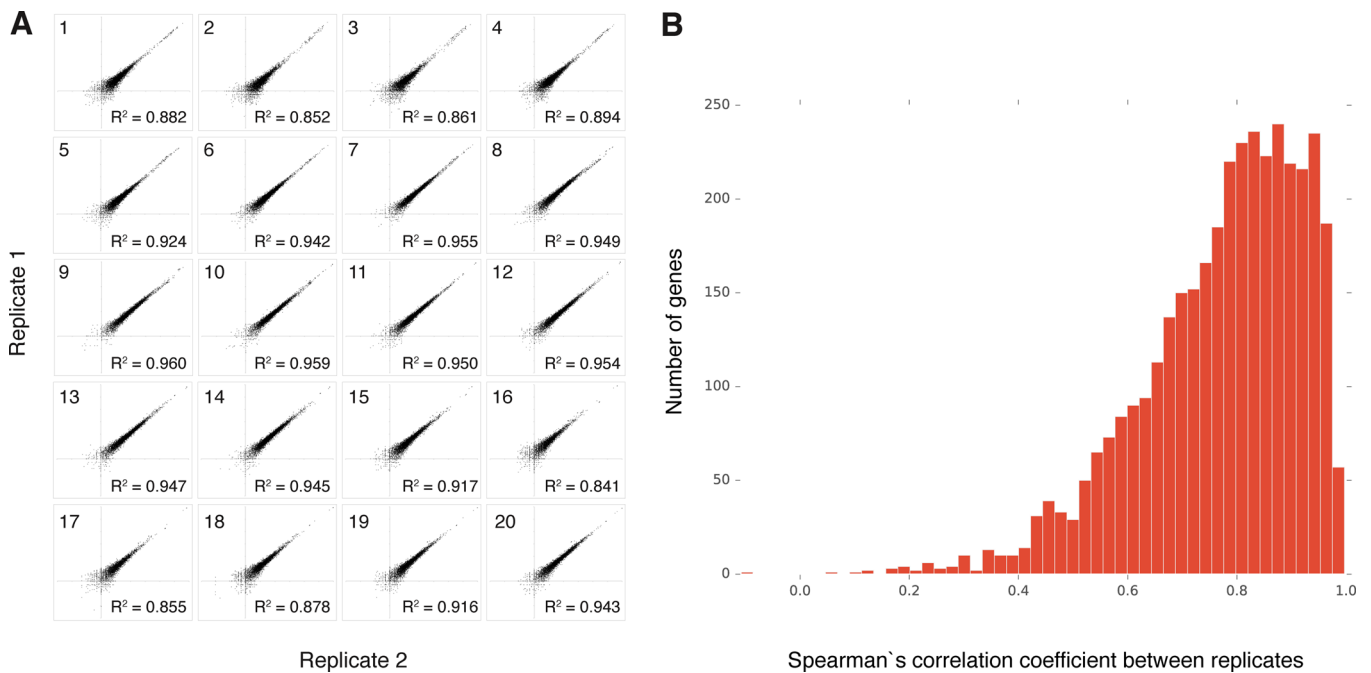 A
B
1
R² = 0.882
2
R² = 0.852
3
R² = 0.861
4
R² = 0.894
5
R² = 0.924
6
R² = 0.942
7
R² = 0.955
8
R² = 0.949
9
R² = 0.960
10
R² = 0.959
11
R² = 0.950
12
R² = 0.954
13
R² = 0.947
14
R² = 0.945
15
R² = 0.917
16
R² = 0.841
17
R² = 0.855
18
R² = 0.878
19
R² = 0.916
20
R² = 0.943
Replicate 1
Replicate 2
250
200
150
100
50
0
Number of genes
0.0 0.2 0.4 0.6 0.8 1.0
Spearman`s correlation coefficient between replicates